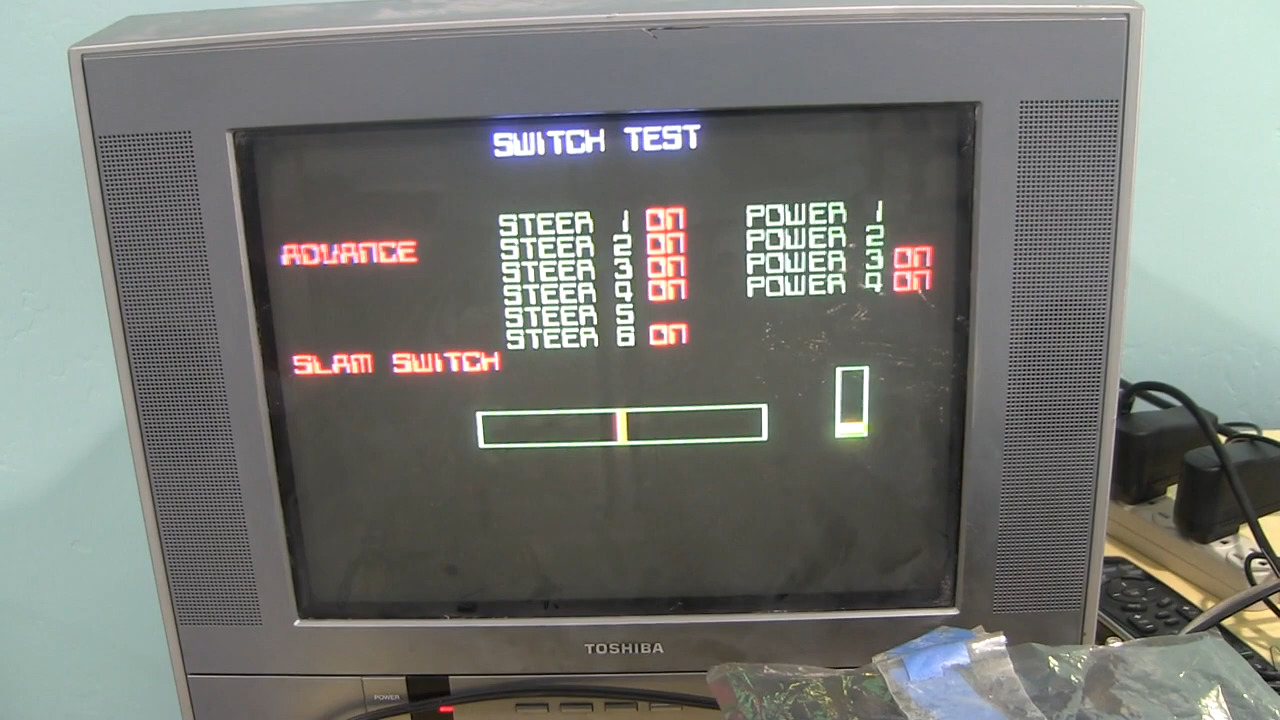 SWITCH TEST
ADVANCE
STEER 1 ON
STEER 2 ON
STEER 3 ON
STEER 4 ON
STEER 5
STEER 6 ON
POWER 1
POWER 2
POWER 3 ON
POWER 4 ON
SLAM SWITCH
TOSHIBA
POWER